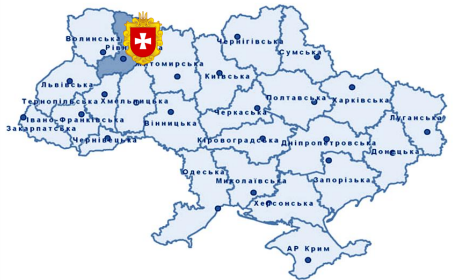 Волинська
Рівн
Чернігівська
Сумська
Житомирська
Київська
Львівська
Тернопільська
Хмельницька
Полтавська
Харківська
Луганська
Івано-Франківська
Закарпатська
Вінницька
Черкаська
Чернівецька
Кіровоградська
Дніпропетровська
Донецька
Одеська
Миколаївська
Запорізька
Херсонська
АР Крим